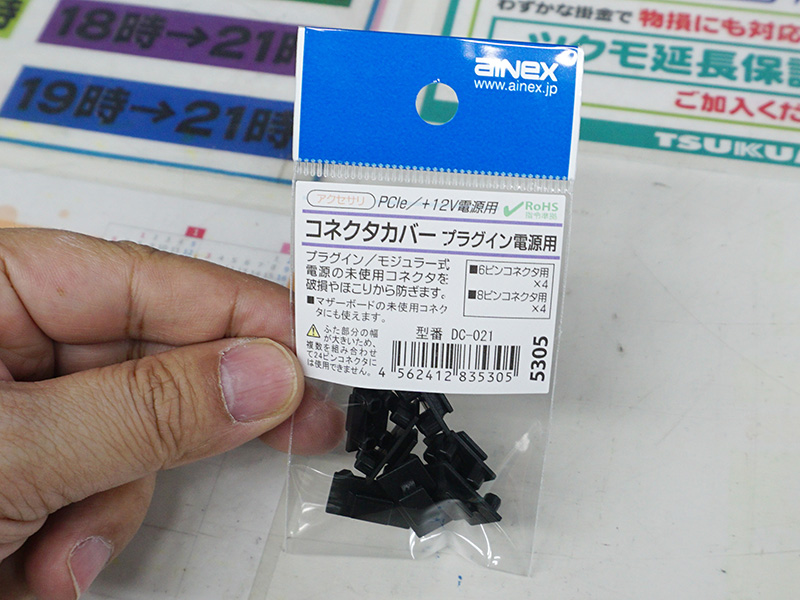 18時→21時
19時→21時
わずかな掛金で 物損にも対応
ツクモ延長保証
ご加入くだ
TSUKU
ainex
www.ainex.jp
アクセサリ PCIe／+12V電源用
RoHS
指令準拠
コネクタカバー プラグイン電源用
プラグイン／モジュラー式
電源の未使用コネクタを
破損やほこりから防ぎます。
■マザーボードの未使用コネク
タにも使えます。
■6ピンコネクタ用
×4
■8ピンコネクタ用
×4
ふた部分の幅
が大きいため、
複数を組み合わせ
て24ピンコネクタに
は使用できません。
型番 DC-021
4 562412 835305
5305